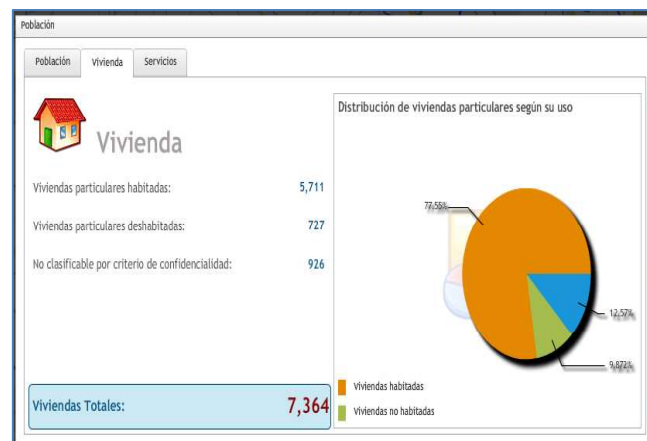 Población
Población Vivienda Servicios
Vivienda
Viviendas particulares habitadas: 5,711
Viviendas particulares deshabitadas: 727
No clasificable por criterio de confidencialidad: 926
Viviendas Totales: 7,364
Distribución de viviendas particulares según su uso
77,55%
12,57%
9,872%
Viviendas habitadas
Viviendas no habitadas